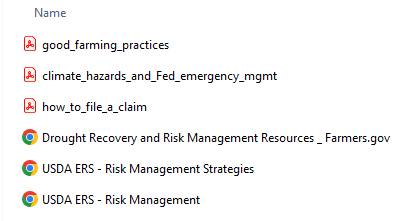 Name
good_farming_practices
climate_hazards_and_Fed_emergency_mgmt
how_to_file_a_claim
Drought Recovery and Risk Management Resources _ Farmers.gov
USDA ERS - Risk Management Strategies
USDA ERS - Risk Management